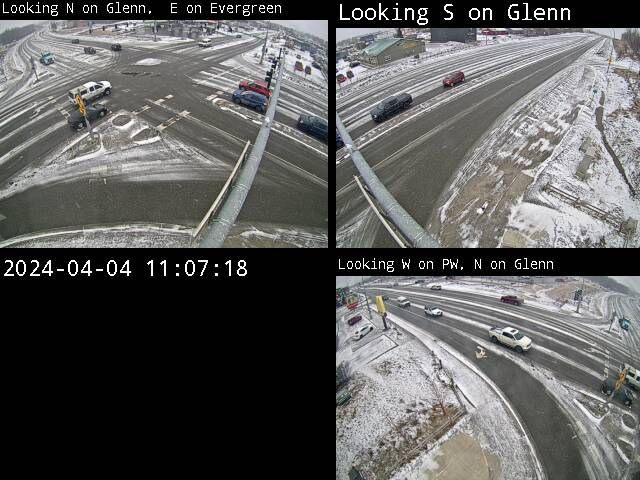 Looking N on Glenn,  E on Evergreen
Looking S on Glenn
2024-04-04 11:07:18
Looking W on PW, N on Glenn